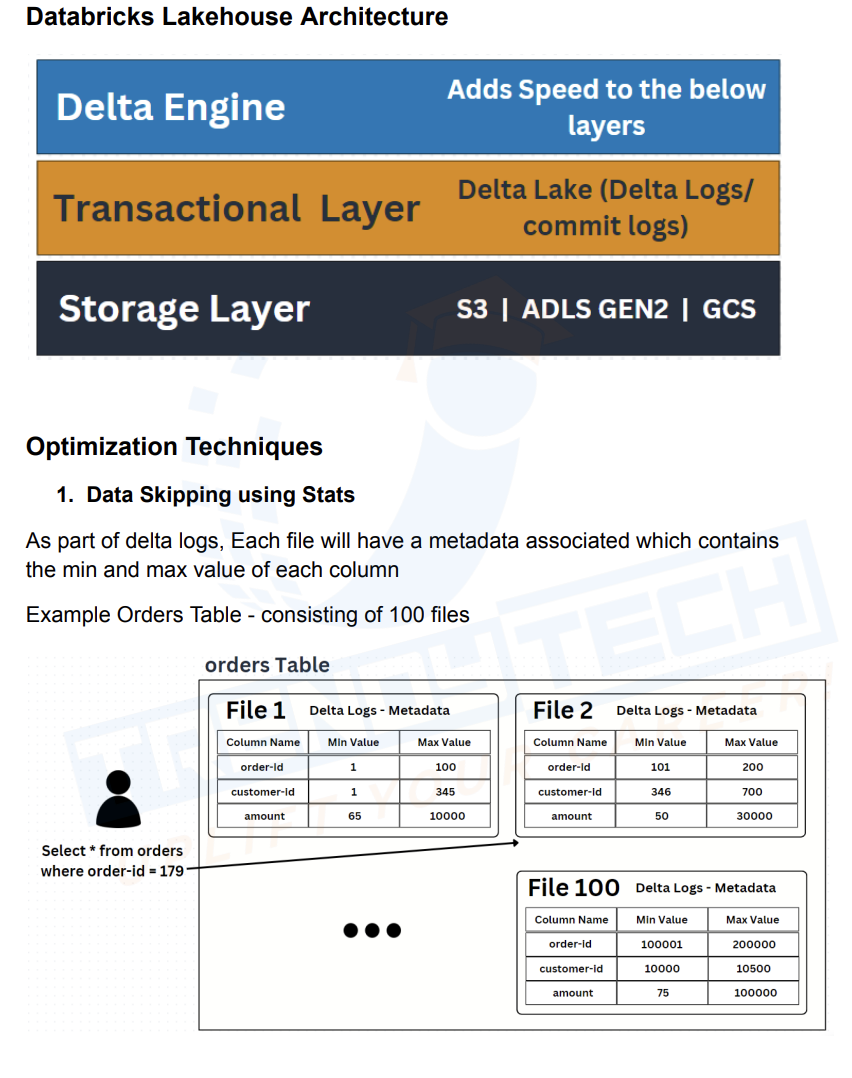 Databricks Lakehouse Architecture
Delta Engine
Adds Speed to the below
layers
Transactional Layer
Delta Lake (Delta Logs/
commit logs)
Storage Layer
S3 | ADLS GEN2 | GCS
Optimization Techniques
1. Data Skipping using Stats
As part of delta logs, Each file will have a metadata associated which contains
the min and max value of each column
Example Orders Table - consisting of 100 files
orders Table
File 1 Delta Logs - Metadata
Column Name Min Value Max Value
order-id 1 100
customer-id 1 345
amount 65 10000
File 2 Delta Logs - Metadata
Column Name Min Value Max Value
order-id 101 200
customer-id 346 700
amount 50 30000
Select * from orders
where order-id = 179
File 100 Delta Logs - Metadata
Column Name Min Value Max Value
order-id 100001 200000
customer-id 10000 10500
amount 75 100000
TRENDY TECH
UPLIFT YOUR CAREER!